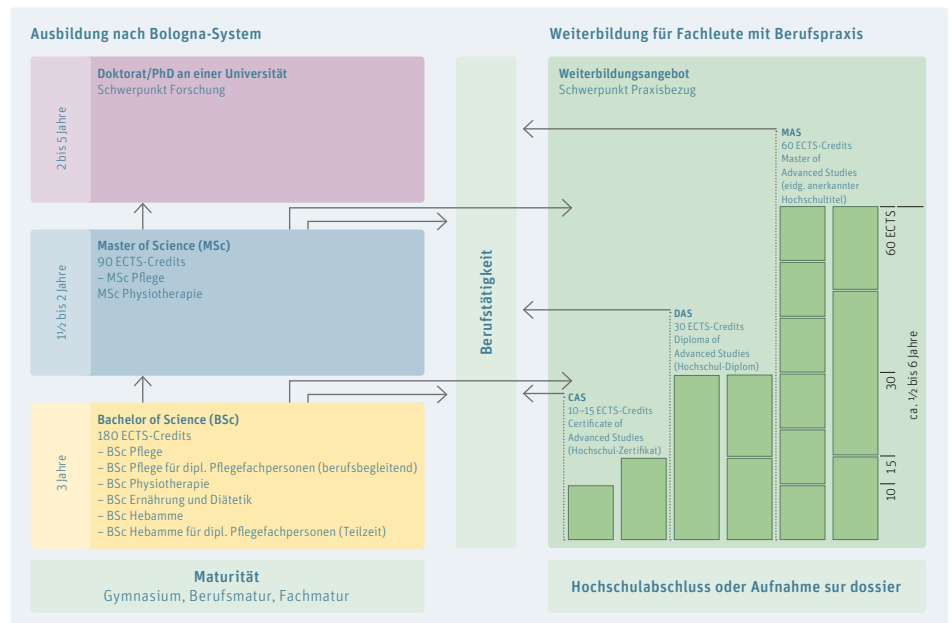 Ausbildung nach Bologna-System
2 bis 5 Jahre
Doktorat/PhD an einer Universität
Schwerpunkt Forschung
1½ bis 2 Jahre
Master of Science (MSc)
90 ECTS-Credits
– MSc Pflege
MSc Physiotherapie
3 Jahre
Bachelor of Science (BSc)
180 ECTS-Credits
– BSc Pflege
– BSc Pflege für dipl. Pflegefachpersonen (berufsbegleitend)
– BSc Physiotherapie
– BSc Ernährung und Diätetik
– BSc Hebamme
– BSc Hebamme für dipl. Pflegefachpersonen (Teilzeit)
Maturität
Gymnasium, Berufsmatur, Fachmatur
Berufstätigkeit
Weiterbildung für Fachleute mit Berufspraxis
Weiterbildungsangebot
Schwerpunkt Praxisbezug
MAS
60 ECTS-Credits
Master of
Advanced Studies
(eidg. anerkannter
Hochschultitel)
DAS
30 ECTS-Credits
Diploma of
Advanced Studies
(Hochschul-Diplom)
CAS
10–15 ECTS-Credits
Certificate of
Advanced Studies
(Hochschul-Zertifikat)
60 ECTS
30
15
10
ca. ½ bis 6 Jahre
Hochschulabschluss oder Aufnahme sur dossier